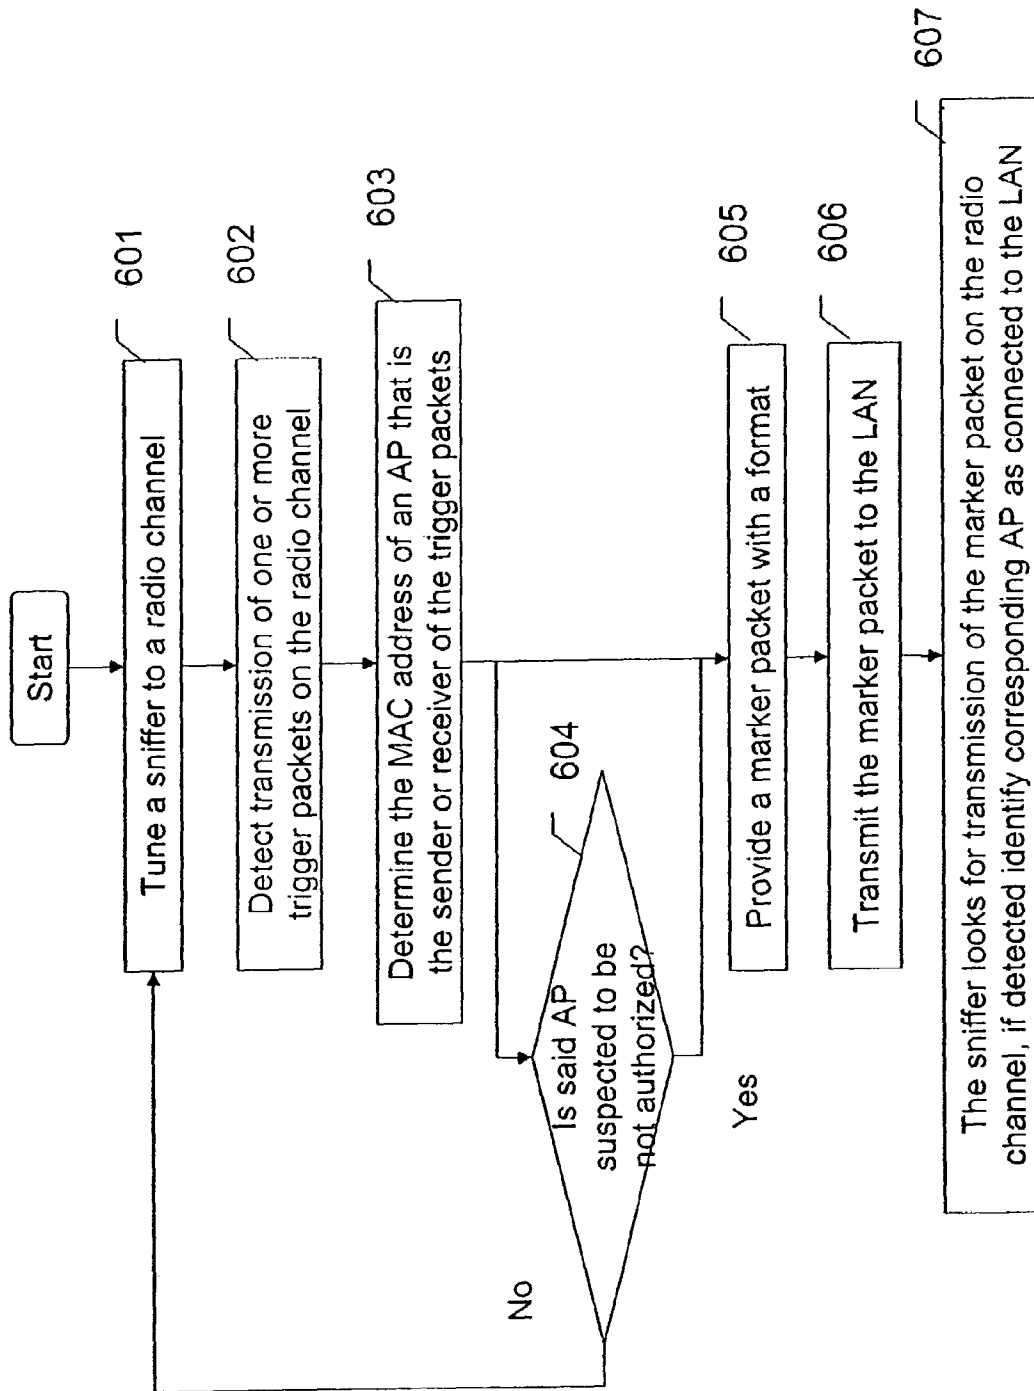 Start
601
Tune a sniffer to a radio channel
602
Detect transmission of one or more
trigger packets on the radio channel
603
Determine the MAC address of an AP that is
the sender or receiver of the trigger packets
604
Is said AP
suspected to be
not authorized?
No
Yes
605
Provide a marker packet with a format
606
Transmit the marker packet to the LAN
607
The sniffer looks for transmission of the marker packet on the radio
channel, if detected identify corresponding AP as connected to the LAN